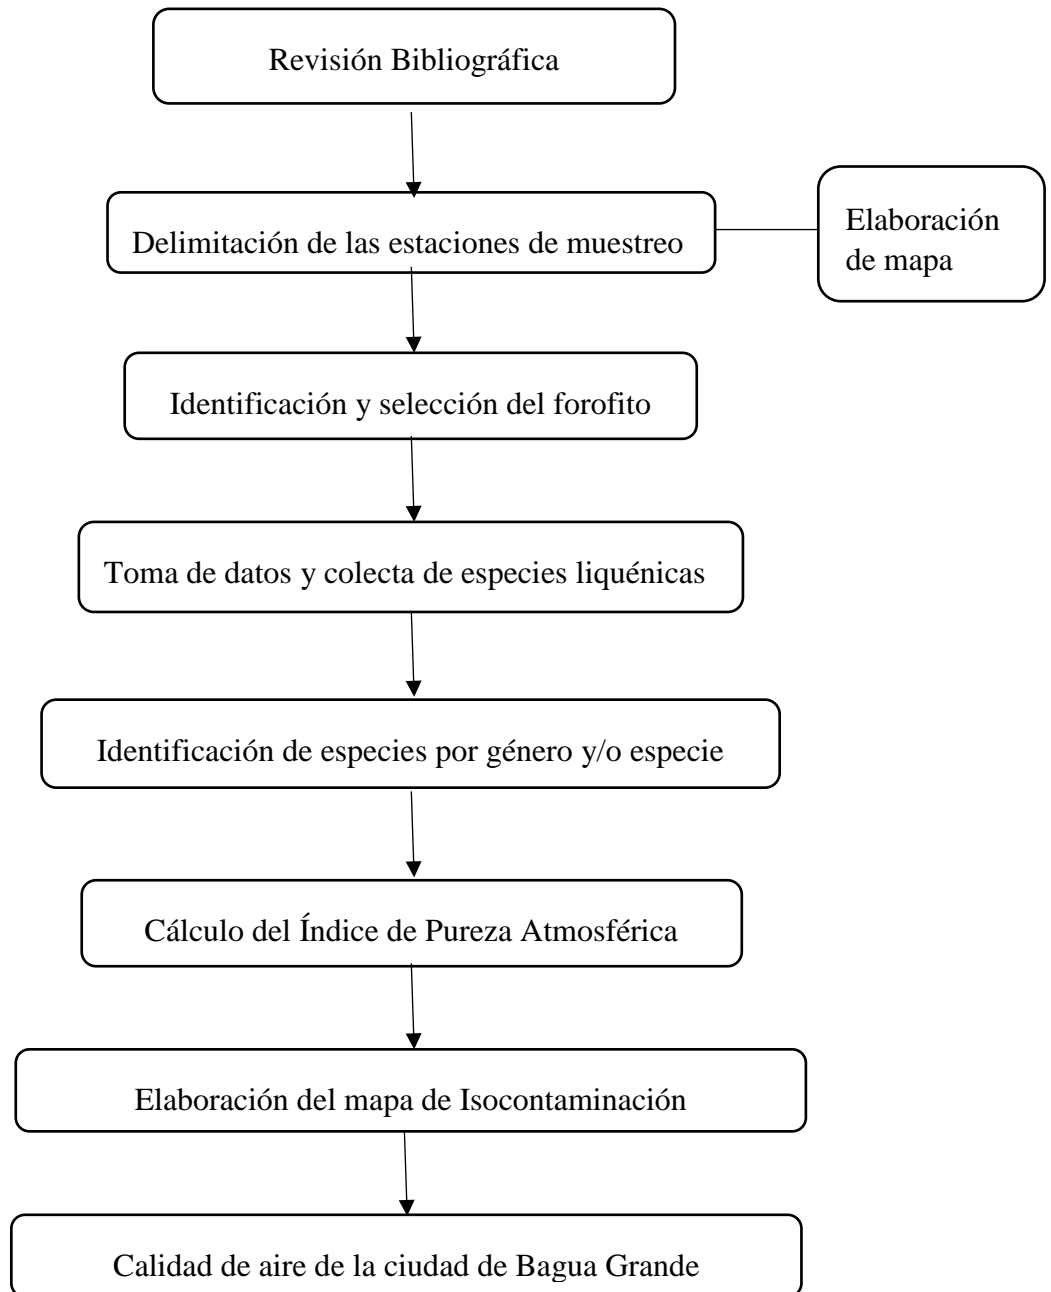 Revisión Bibliográfica
Delimitación de las estaciones de muestreo
Elaboración
de mapa
Identificación y selección del forofito
Toma de datos y colecta de especies liquénicas
Identificación de especies por género y/o especie
Cálculo del Índice de Pureza Atmosférica
Elaboración del mapa de Isocontaminación
Calidad de aire de la ciudad de Bagua Grande